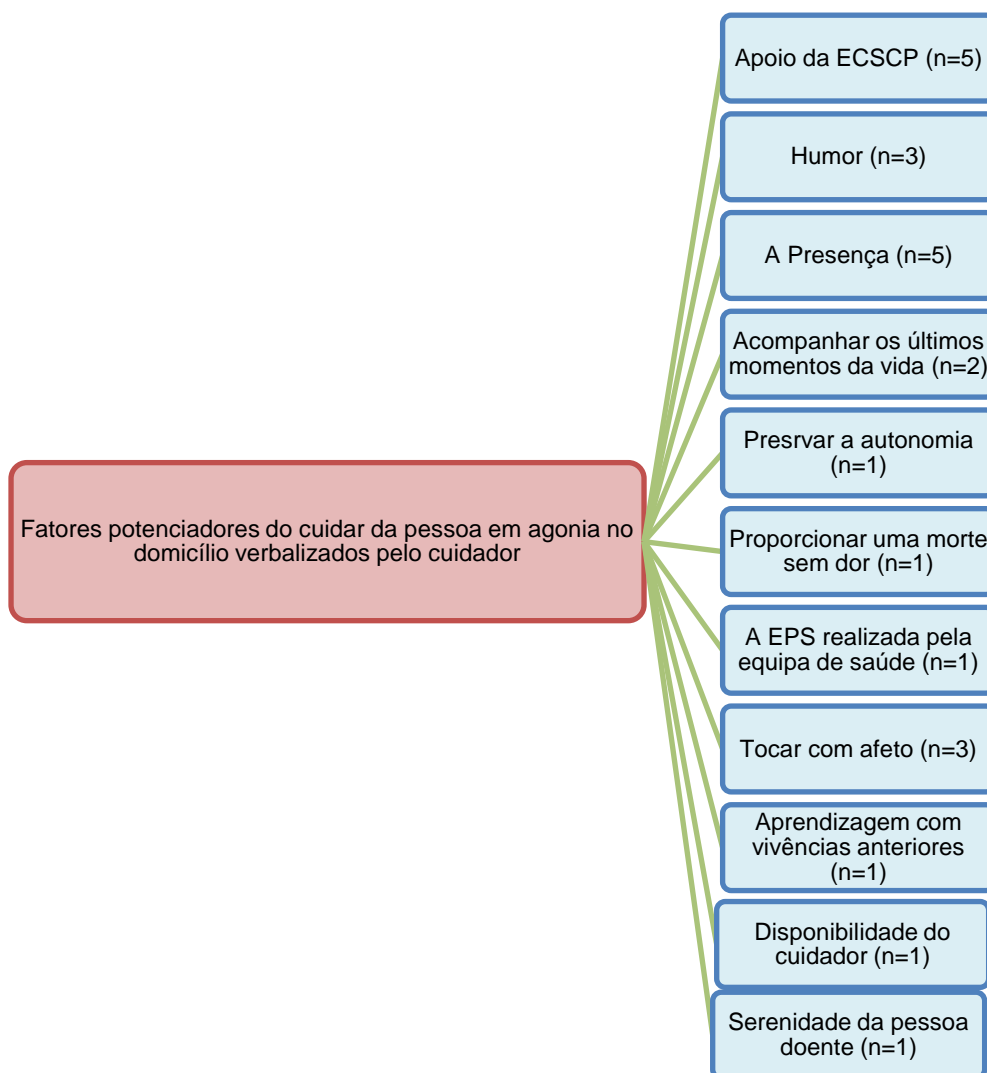 Apoio da ECSCP (n=5)
Humor (n=3)
A Presença (n=5)
Acompanhar os últimos
momentos da vida (n=2)
Presrvar a autonomia
(n=1)
Fatores potenciadores do cuidar da pessoa em agonia no
domicílio verbalizados pelo cuidador
Proporcionar uma morte
sem dor (n=1)
A EPS realizada pela
equipa de saúde (n=1)
Tocar com afeto (n=3)
Aprendizagem com
vivências anteriores
(n=1)
Disponibilidade do
cuidador (n=1)
Serenidade da pessoa
doente (n=1)